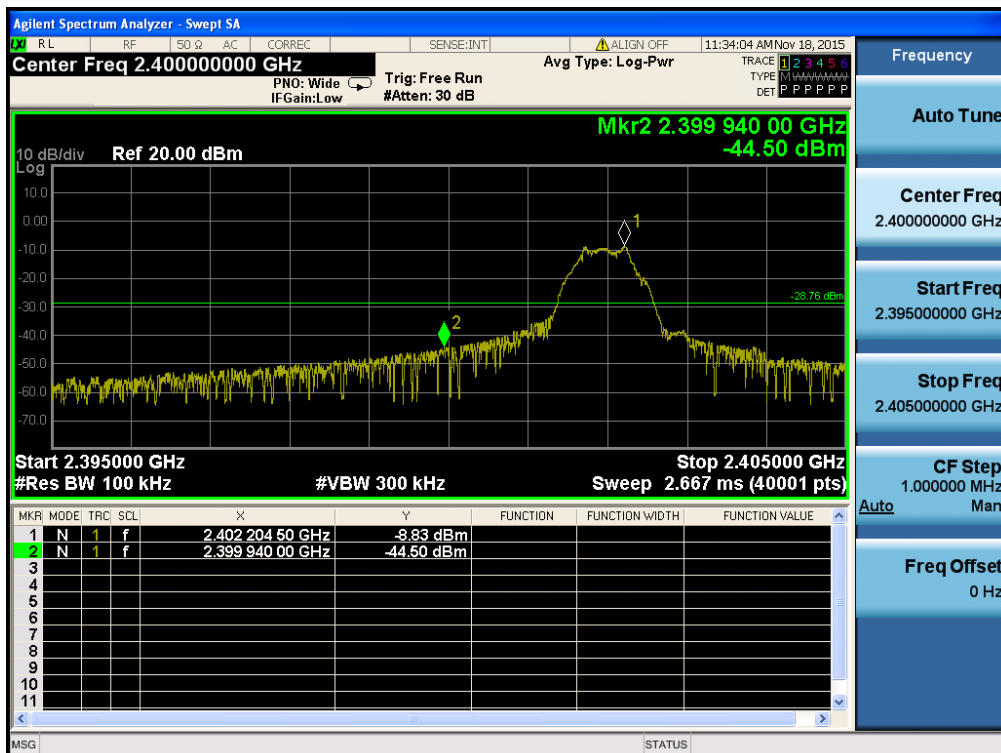 Agilent Spectrum Analyzer - Swept SA
LXI RL RF 50 Ω AC CORREC SENSE:INT ALIGN OFF 11:34:04 AM Nov 18, 2015
Center Freq 2.400000000 GHz
PNO: Wide
IFGain:Low
Trig: Free Run
#Atten: 30 dB
Avg Type: Log-Pwr
TRACE 1 2 3 4 5 6
TYPE M WWWWW
DET P P P P P P
Mkr2 2.399 940 00 GHz
-44.50 dBm
10 dB/div Ref 20.00 dBm
Log
10.0
0.00
-10.0
-20.0
-30.0
-40.0
-50.0
-60.0
-70.0
1
2
-28.76 dBm
Start 2.395000 GHz Stop 2.405000 GHz
#Res BW 100 kHz #VBW 300 kHz Sweep 2.667 ms (40001 pts)
MKR MODE TRC SCL X Y FUNCTION FUNCTION WIDTH FUNCTION VALUE
1 N 1 f 2.402 204 50 GHz -8.83 dBm
2 N 1 f 2.399 940 00 GHz -44.50 dBm
3
4
5
6
7
8
9
10
11
MSG STATUS
Frequency
Auto Tune
Center Freq
2.400000000 GHz
Start Freq
2.395000000 GHz
Stop Freq
2.405000000 GHz
CF Step
1.000000 MHz
Auto Man
Freq Offset
0 Hz